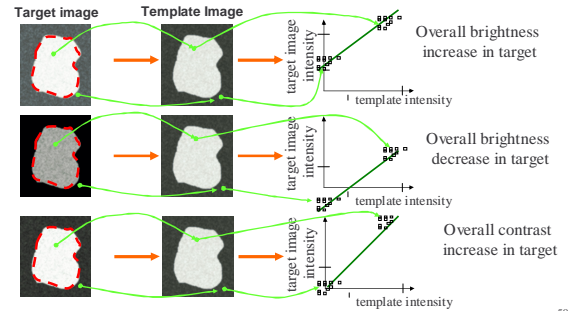 Target image
Template Image
target image
intensity
template intensity
Overall brightness
increase in target
target image
intensity
template intensity
Overall brightness
decrease in target
target image
intensity
template intensity
Overall contrast
increase in target